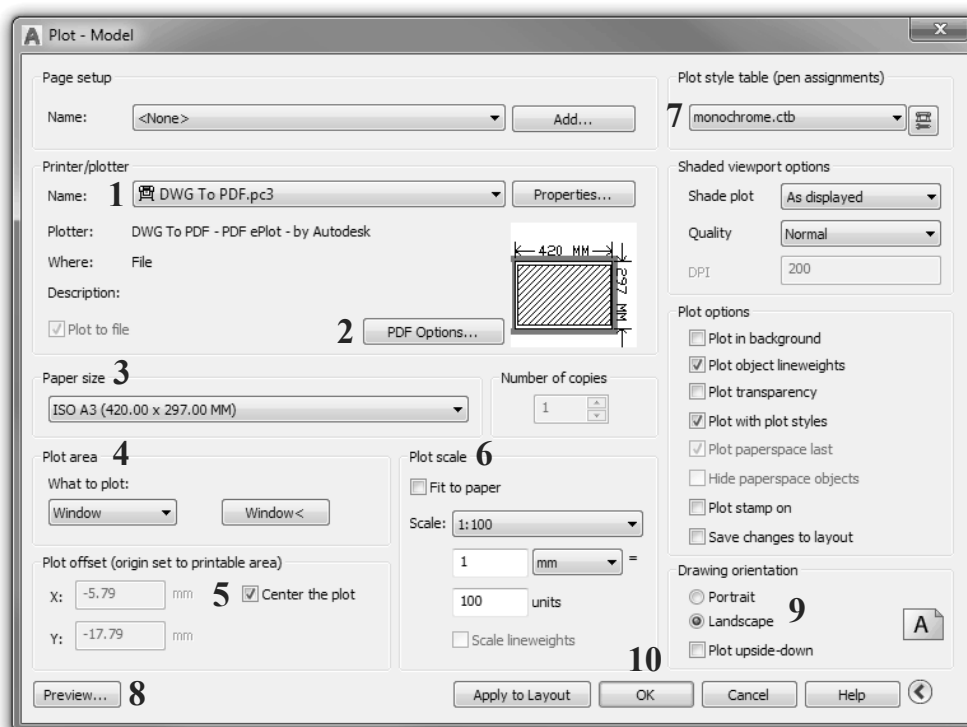 Plot - Model
x
Page setup
Name: <None> Add...
Plot style table (pen assignments)
7 monochrome.ctb
Printer/plotter
Name: 1 DWG To PDF.pc3 Properties...
Plotter: DWG To PDF - PDF ePlot - by Autodesk
Where: File
Description:
Plot to file
2 PDF Options...
420 MM
297 MM
Shaded viewport options
Shade plot As displayed
Quality Normal
DPI 200
Paper size 3
ISO A3 (420.00 x 297.00 MM)
Number of copies
1
Plot options
Plot in background
Plot object lineweights
Plot transparency
Plot with plot styles
Plot paperspace last
Hide paperspace objects
Plot stamp on
Save changes to layout
Plot area 4
What to plot:
Window Window<
Plot scale 6
Fit to paper
Scale: 1:100
1 mm =
100 units
Scale lineweights
Plot offset (origin set to printable area)
X: -5.79 mm 5 Center the plot
Y: -17.79 mm
Drawing orientation
Portrait
Landscape 9
Plot upside-down
A
Preview... 8
10
Apply to Layout OK Cancel Help